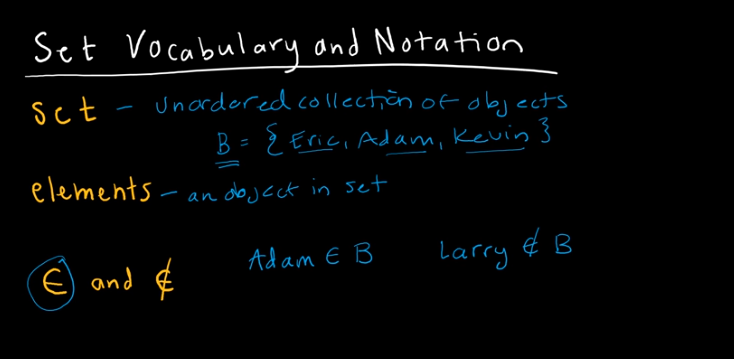 Set Vocabulary and Notation
Set - unordered collection of objects
B = { Eric, Adam, Kevin }
elements - an object in set
∈ and ∉ Adam ∈ B Larry ∉ B